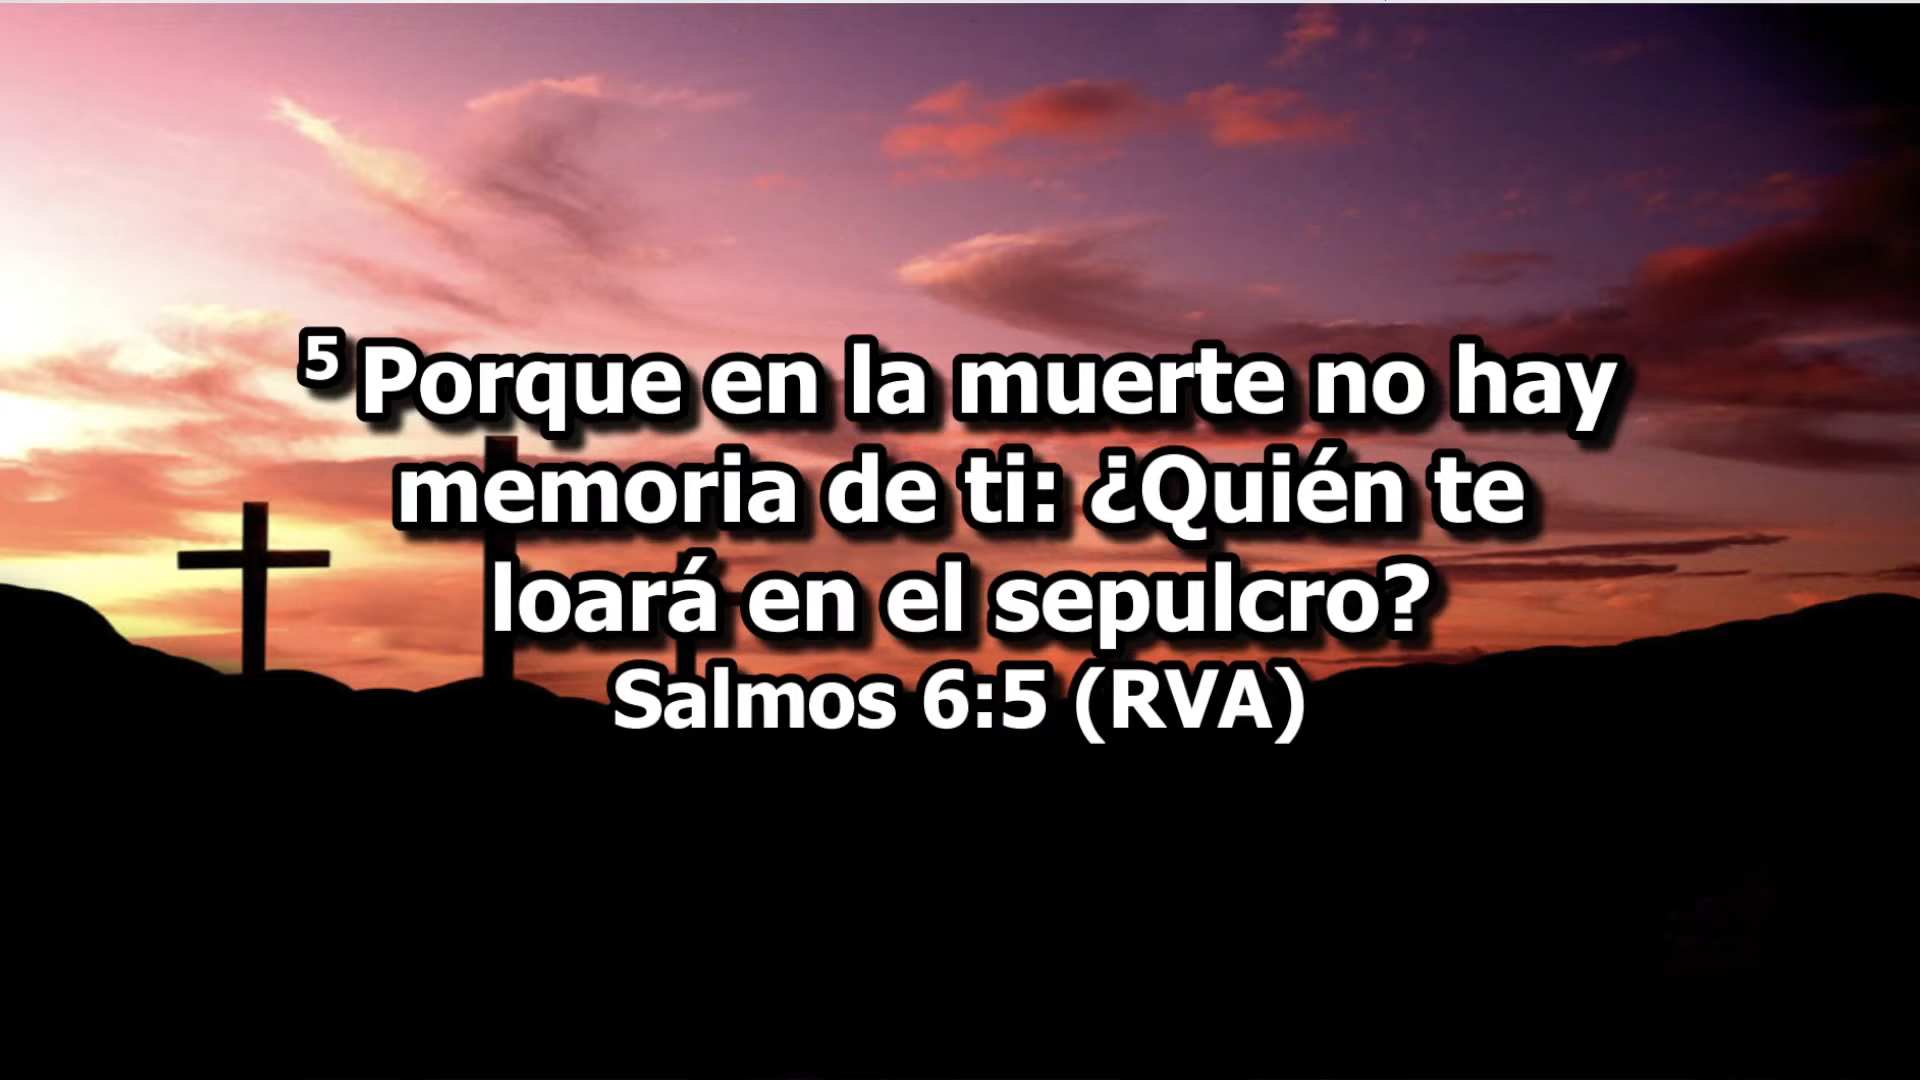 5 Porque en la muerte no hay
memoria de ti: ¿Quién te
loará en el sepulcro?
Salmos 6:5 (RVA)